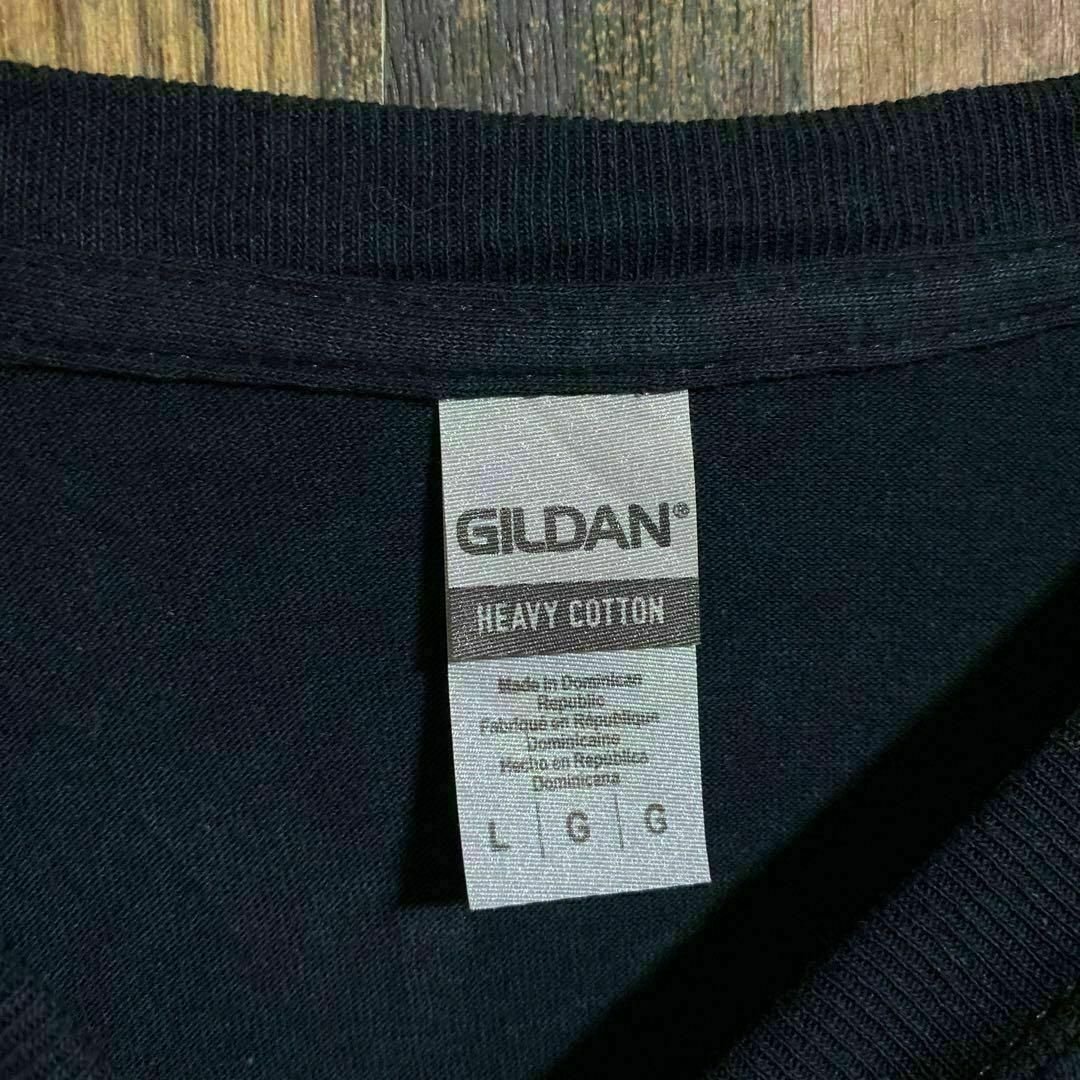 GILDAN®
HEAVY COTTON
Made in Dominican
Republic
Fabriqué en République
Dominicaine
Hecho en República
Dominicana
L | G | G